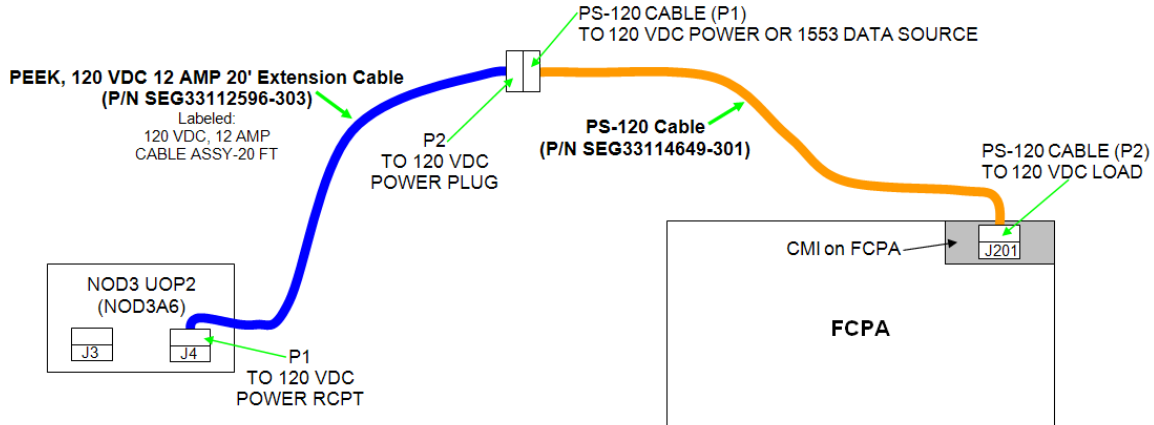 PS-120 CABLE (P1)
TO 120 VDC POWER OR 1553 DATA SOURCE
PEEK, 120 VDC 12 AMP 20' Extension Cable
(P/N SEG33112596-303)
Labeled:
120 VDC, 12 AMP
CABLE ASSY-20 FT
P2
TO 120 VDC
POWER PLUG
PS-120 Cable
(P/N SEG33114649-301)
PS-120 CABLE (P2)
TO 120 VDC LOAD
CMI on FCPA
J201
FCPA
NOD3 UOP2
(NOD3A6)
J3
J4
P1
TO 120 VDC
POWER RCPT